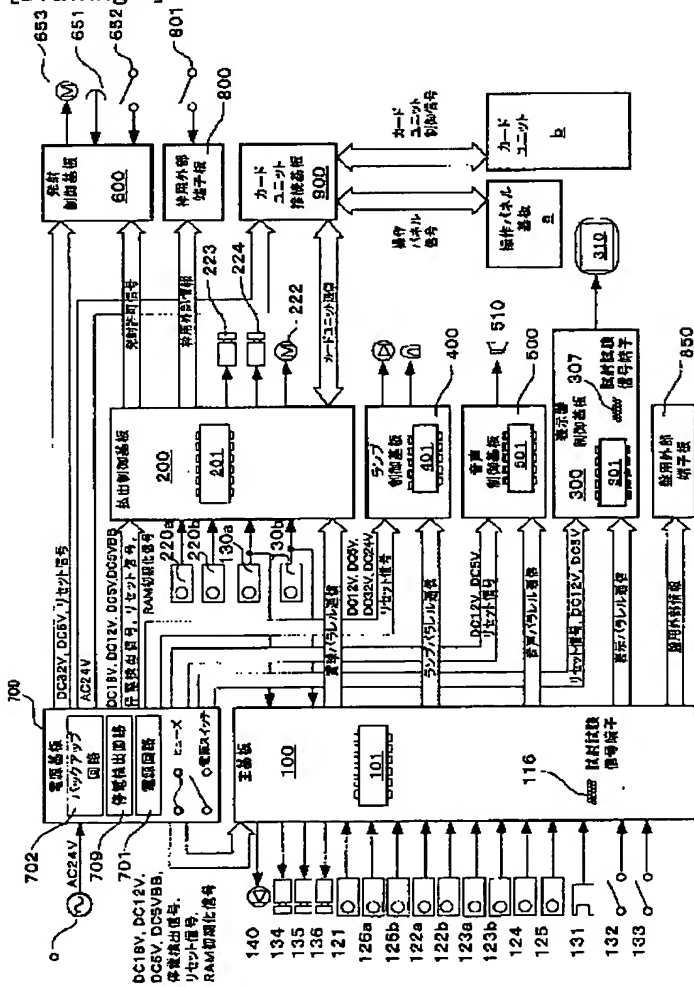 653
651
652
801
発射
制御基板
600
枠用外部
端子板
800
カード
ユニット
接続基板
900
カード
ユニット
制御信号
カード
ユニット
b
操作
パネル
信号
操作パネル
基板
a
DC32V, DC5V, リセット信号
AC24V
発射許可信号
枠用外部情報
223
224
222
カードユニット通信
払出制御基板
200
201
220a
220b
130a
130b
DC18V, DC12V, DC5V, DC5VBB
停電検出信号, リセット信号,
RAM初期化信号
賞球パラレル通信
DC12V, DC5V,
DC32V, DC24V,
リセット信号
ランプ
制御基板
401
400
ランプパラレル通信
DC12V, DC5V
リセット信号
音声
制御基板
501
500
510
音声パラレル通信
リセット信号, DC12V, DC5V
表示器
制御基板
300
301
307
試射試験
信号端子
310
表示パラレル通信
盤用外部情報
盤用外部
端子板
850
700
電源基板
バックアップ
回路
停電検出回路
電源回路
ヒューズ
電源スイッチ
702
709
701
AC24V
DC18V, DC12V,
DC5V, DC5VBB,
停電検出信号,
リセット信号,
RAM初期化信号
主基板
100
101
116
試射試験
信号端子
140
134
135
136
121
126a
126b
122a
122b
123a
123b
124
125
131
132
133